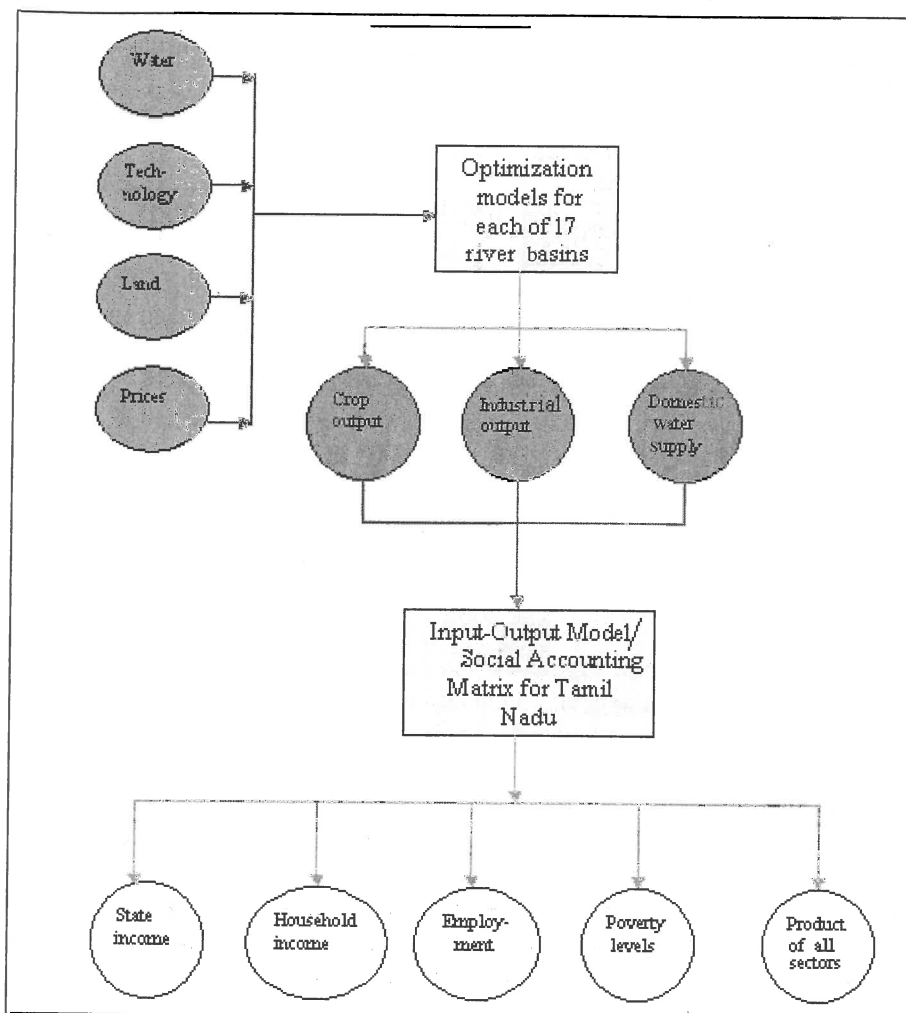 Water
Tech-
nology
Land
Prices
Optimization
models for
each of 17
river basins
Crop
output
Industrial
output
Domestic
water
supply
Input-Output Model/
Social Accounting
Matrix for Tamil
Nadu
State
income
Household
income
Employ-
ment
Poverty
levels
Product
of all
sectors